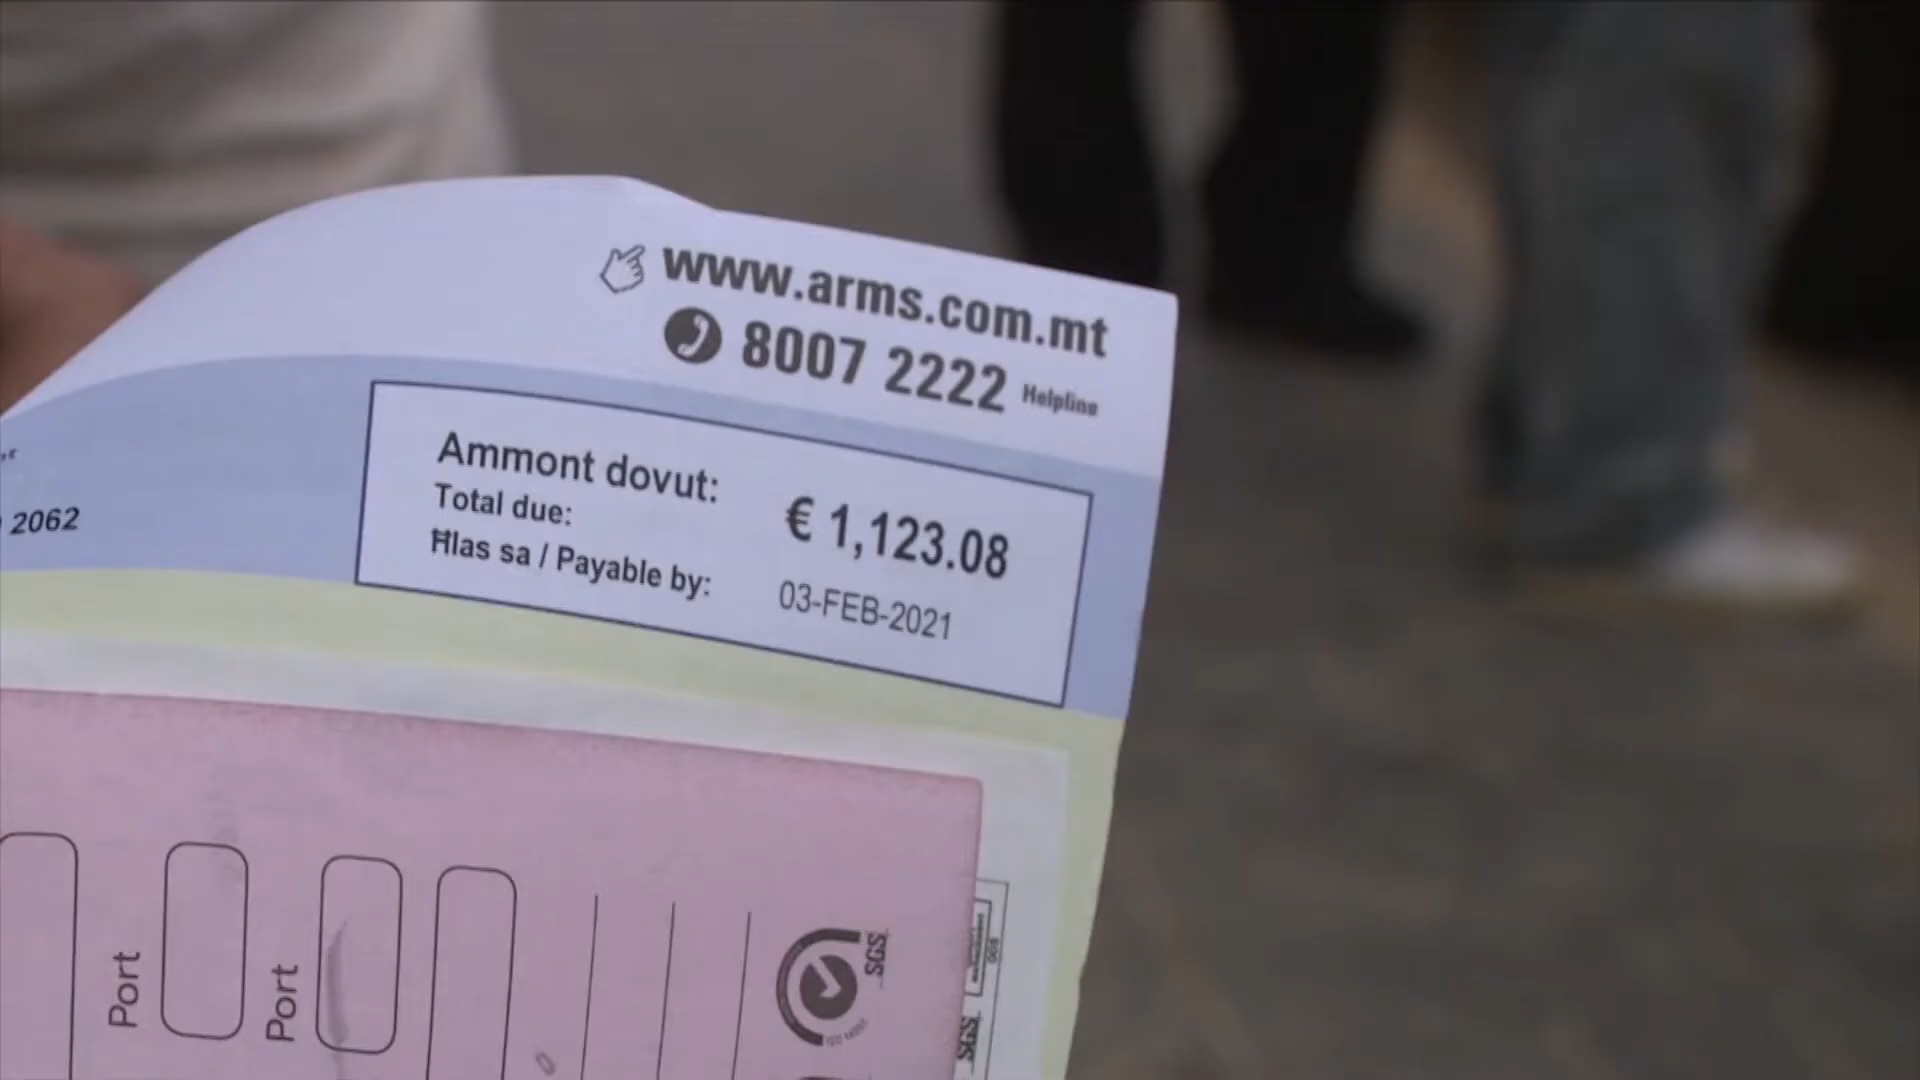 www.arms.com.mt
8007 2222 Helpline
Ammont dovut:
Total due:
€ 1,123.08
Ħlas sa / Payable by:
03-FEB-2021
2062
Port
Port
SGS
SGS